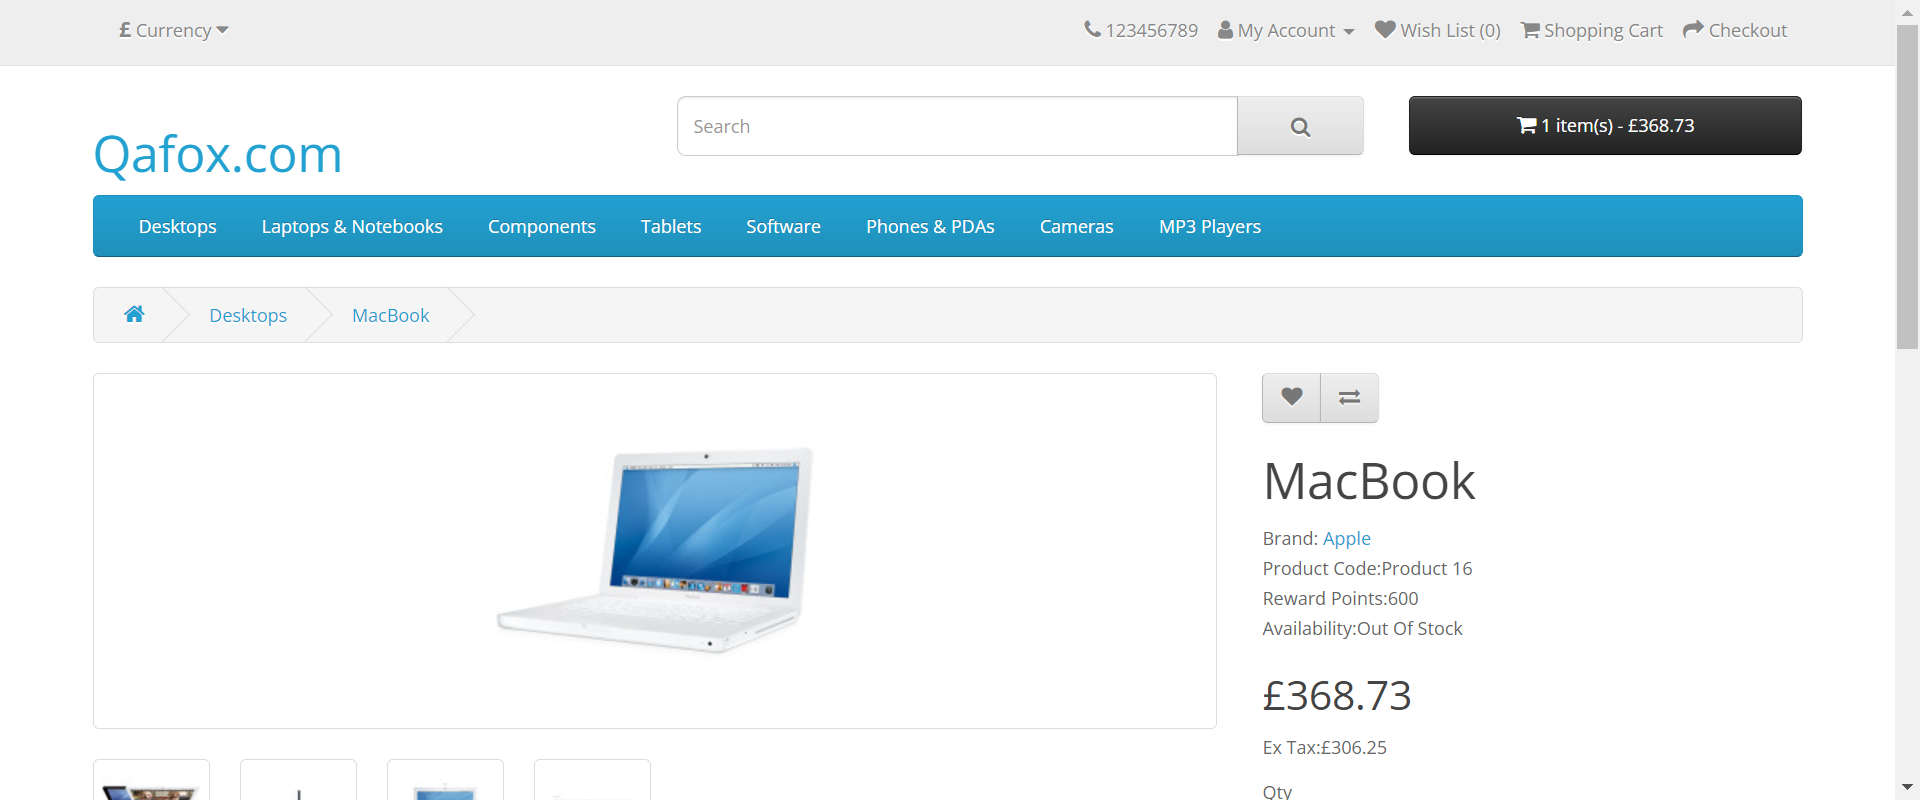 £ Currency
123456789 My Account Wish List (0) Shopping Cart Checkout
Qafox.com
Search
1 item(s) - £368.73
Desktops Laptops & Notebooks Components Tablets Software Phones & PDAs Cameras MP3 Players
Desktops MacBook
MacBook
Brand: Apple
Product Code:Product 16
Reward Points:600
Availability:Out Of Stock
£368.73
Ex Tax:£306.25
Qty